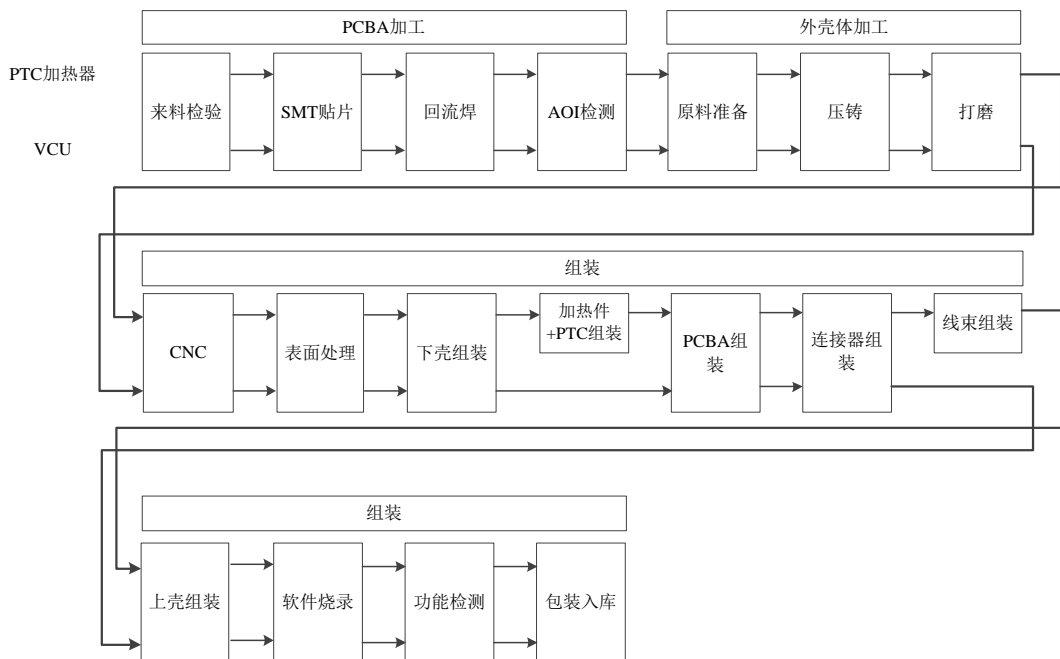 PCBA加工
外壳体加工
PTC加热器
VCU
来料检验
SMT贴片
回流焊
AOI检测
原料准备
压铸
打磨
组装
CNC
表面处理
下壳组装
加热件
+PTC组装
PCBA组
装
连接器组
装
线束组装
组装
上壳组装
软件烧录
功能检测
包装入库